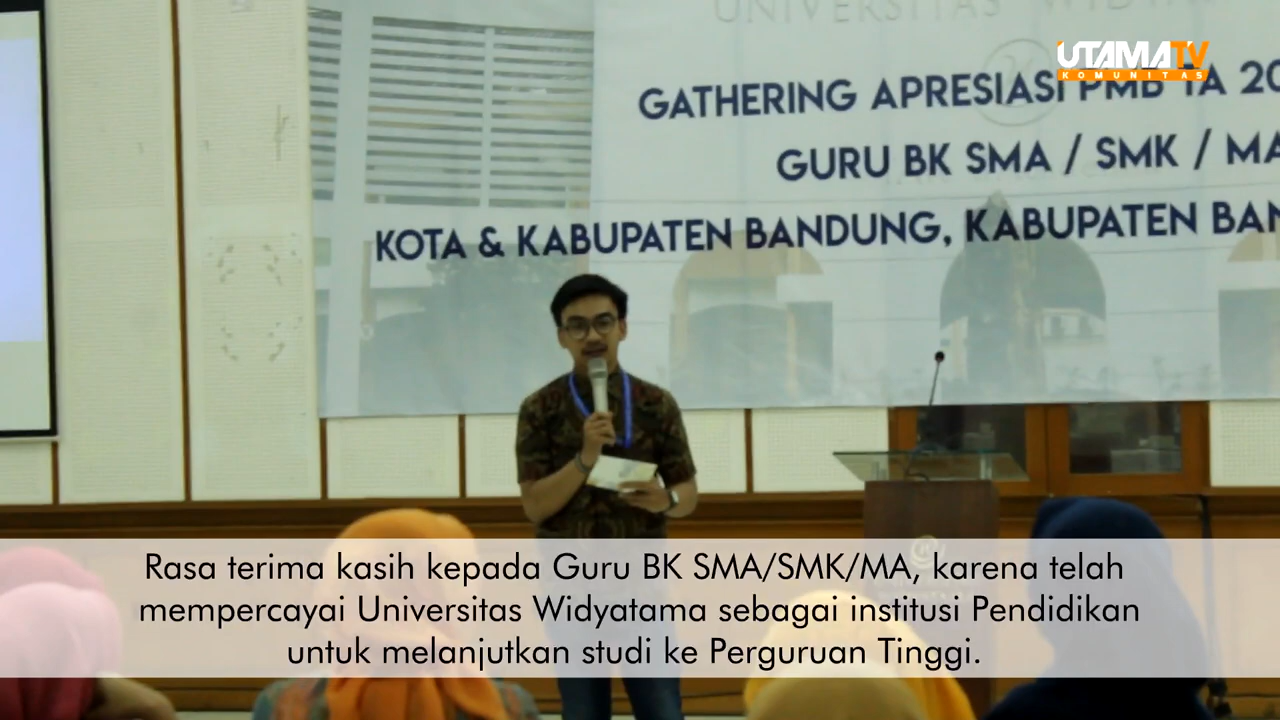 UNIVERSITAS
UTAMATV
KOMUNITAS
GATHERING APRESIASI PMB TA 20
GURU BK SMA / SMK / MA
KOTA & KABUPATEN BANDUNG, KABUPATEN BAN
Rasa terima kasih kepada Guru BK SMA/SMK/MA, karena telah
mempercayai Universitas Widyatama sebagai institusi Pendidikan
untuk melanjutkan studi ke Perguruan Tinggi.